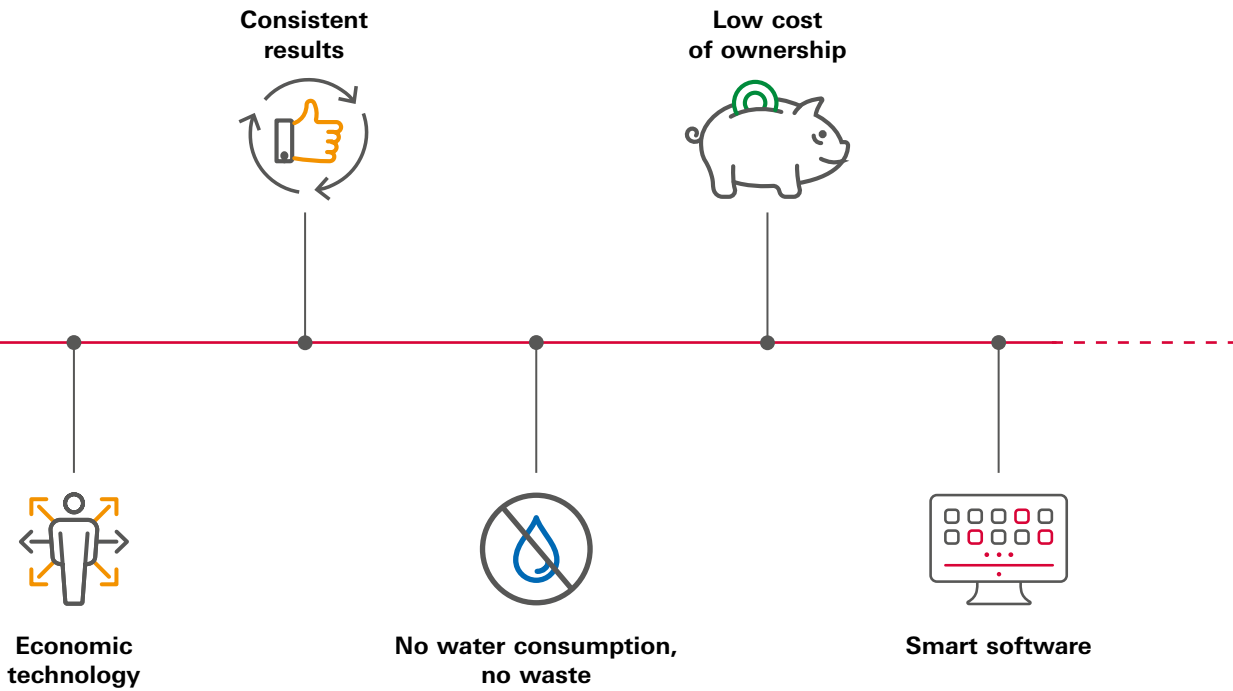 Consistent
results
Low cost
of ownership
Economic
technology
No water consumption,
no waste
Smart software